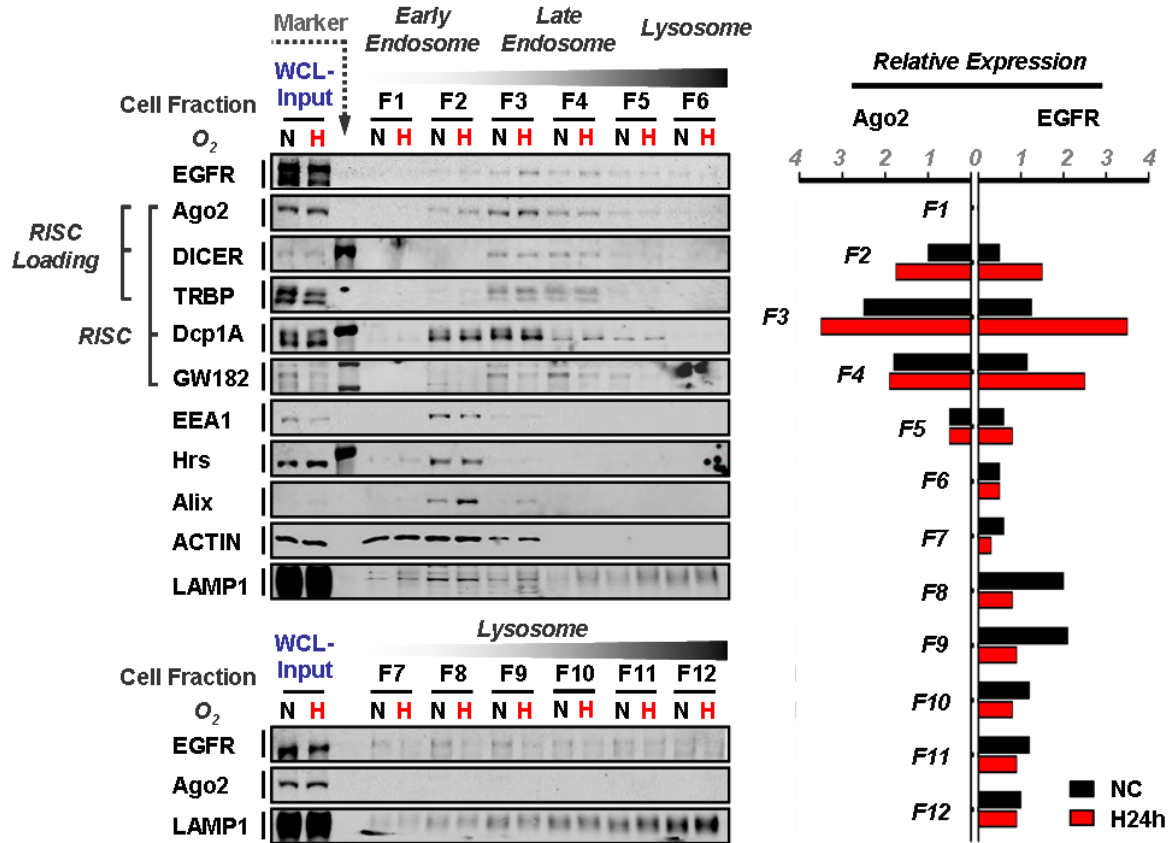 Marker
Early Endosome
Late Endosome
Lysosome
WCL-Input
Cell Fraction
F1 F2 F3 F4 F5 F6
O2
N H N H N H N H N H N H N H
EGFR
Ago2
DICER
TRBP
Dcp1A
GW182
EEA1
Hrs
Alix
ACTIN
LAMP1
RISC Loading
RISC
WCL-Input
Lysosome
Cell Fraction
F7 F8 F9 F10 F11 F12
O2
N H N H N H N H N H N H N H
EGFR
Ago2
LAMP1
Relative Expression
Ago2 EGFR
4 3 2 1 0 1 2 3 4
F1
F2
F3
F4
F5
F6
F7
F8
F9
F10
F11
F12
NC
H24h